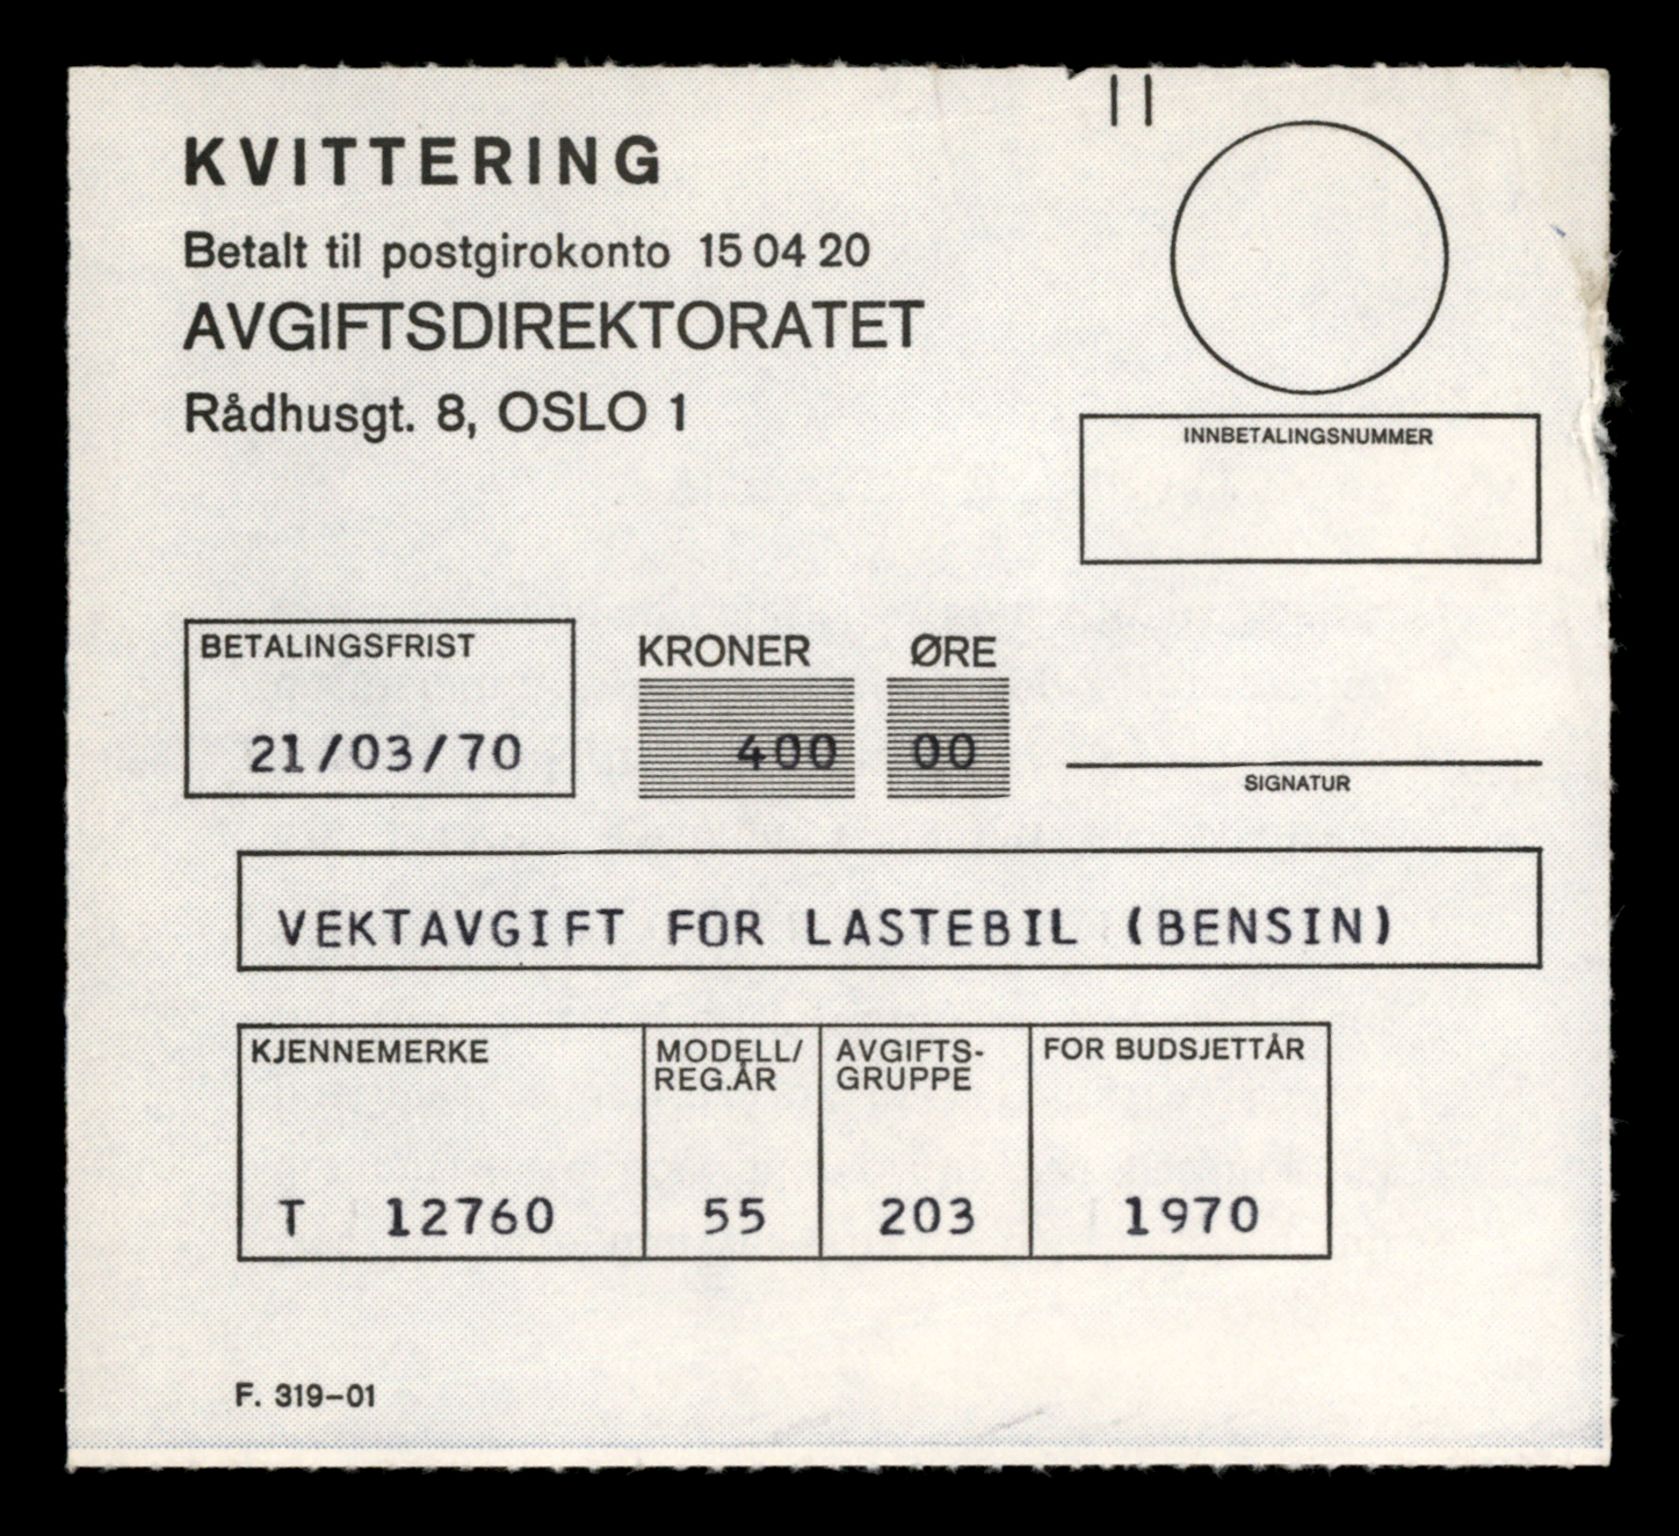 KVITTERING
Betalt til postgirokonto 15 04 20
AVGIFTSDIREKTORATET
Rådhusgt. 8, OSLO 1
INNBETALINGSNUMMER
BETALINGSFRIST
21/03/70
KRONER ØRE
400 00
SIGNATUR
VEKTAVGIFT FOR LASTEBIL (BENSIN)
KJENNEMERKE MODELL/ AVGIFTS- FOR BUDSJETTÅR
REG.ÅR GRUPPE
T 12760 55 203 1970
F. 319-01